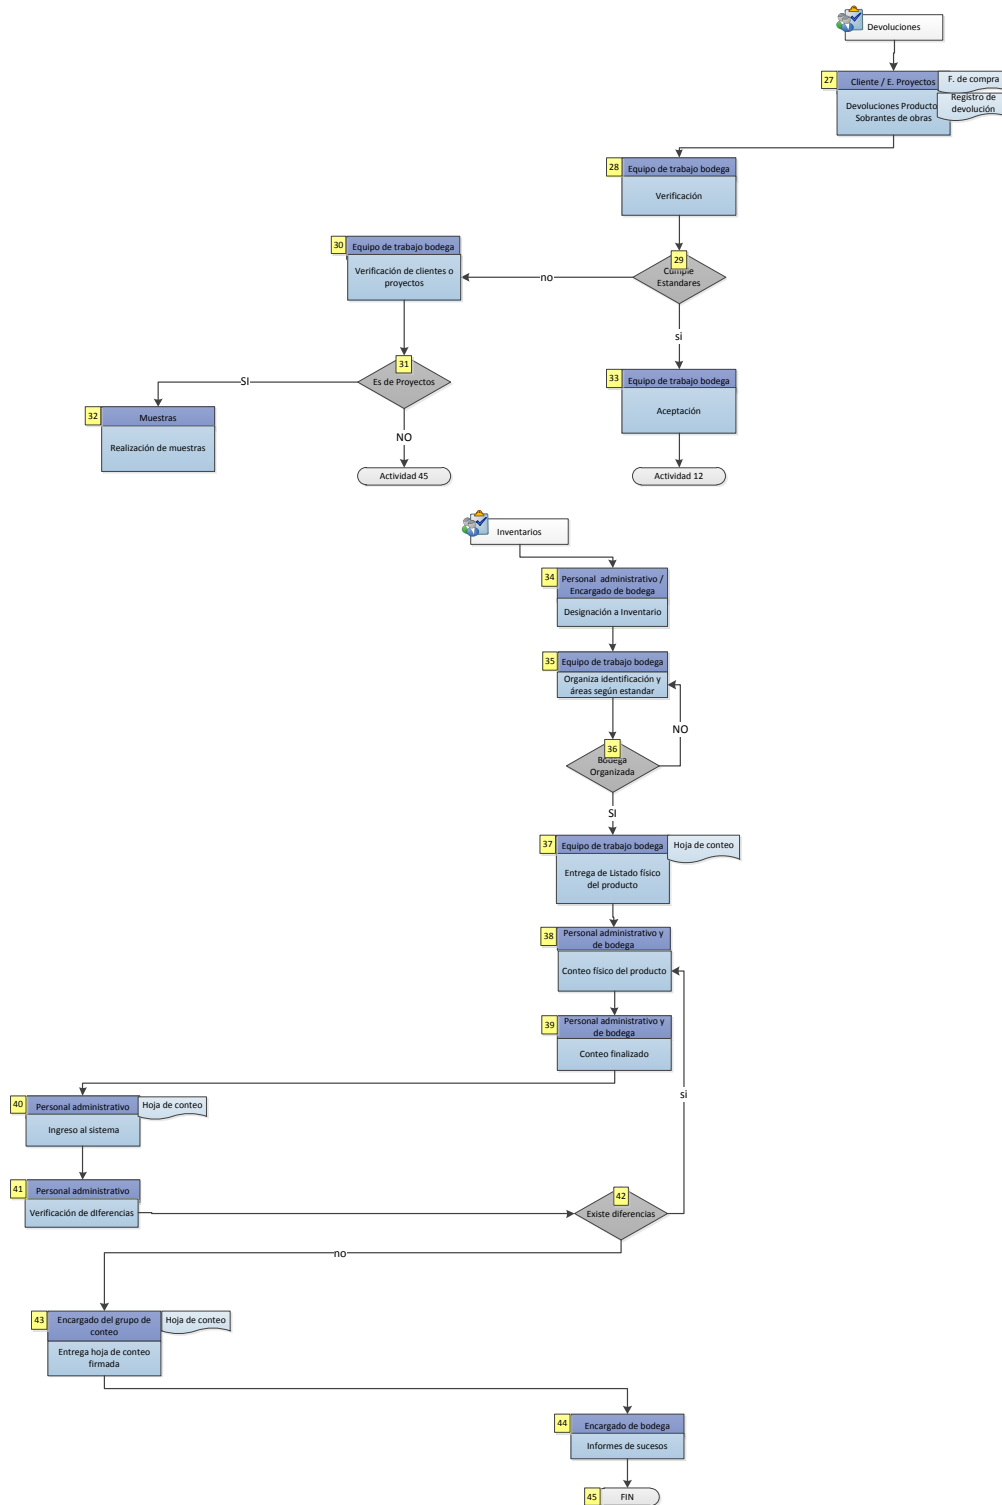 Devoluciones
27
Cliente / E. Proyectos
F. de compra
Registro de
devolución
Devoluciones Producto
Sobrantes de obras
28
Equipo de trabajo bodega
Verificación
29
Cumple
Estandares
no
si
30
Equipo de trabajo bodega
Verificación de clientes o
proyectos
31
Es de Proyectos
SI
NO
32
Muestras
Realización de muestras
33
Equipo de trabajo bodega
Aceptación
Actividad 45
Actividad 12
Inventarios
34
Personal administrativo /
Encargado de bodega
Designación a Inventario
35
Equipo de trabajo bodega
Organiza identificación y
áreas según estandar
NO
36
Bodega
Organizada
SI
37
Equipo de trabajo bodega
Hoja de conteo
Entrega de Listado físico
del producto
38
Personal administrativo y
de bodega
Conteo físico del producto
39
Personal administrativo y
de bodega
Conteo finalizado
si
40
Personal administrativo
Hoja de conteo
Ingreso al sistema
41
Personal administrativo
Verificación de dIferencias
42
Existe diferencias
no
43
Encargado del grupo de
conteo
Hoja de conteo
Entrega hoja de conteo
firmada
44
Encargado de bodega
Informes de sucesos
45
FIN